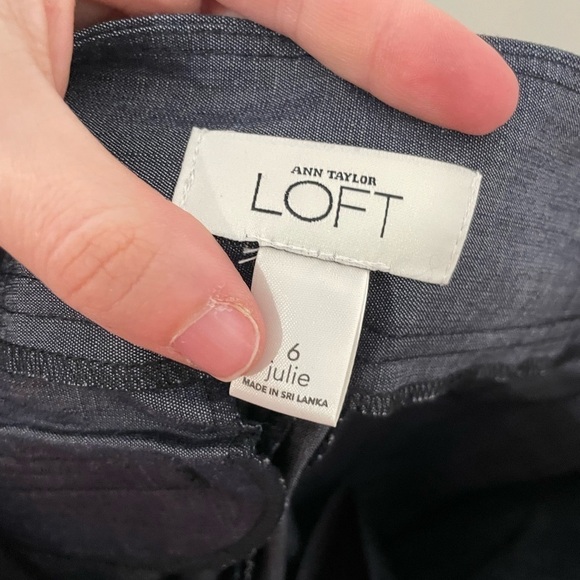 ANN TAYLOR
LOFT
6
julie
MADE IN SRI LANKA